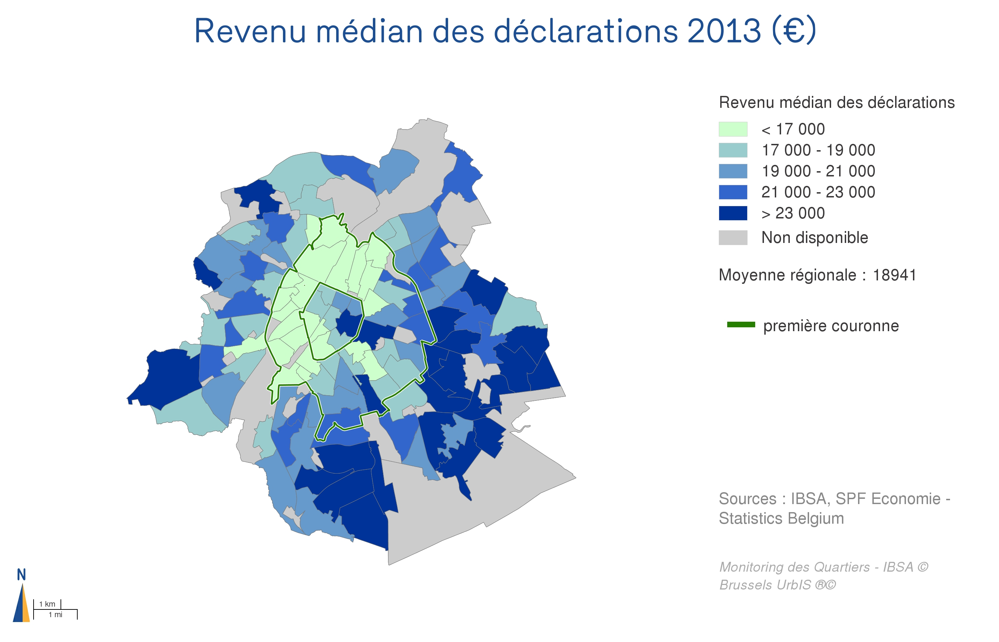 Revenu médian des déclarations 2013 (€)
Revenu médian des déclarations
< 17 000
17 000 - 19 000
19 000 - 21 000
21 000 - 23 000
> 23 000
Non disponible
Moyenne régionale : 18941
première couronne
Sources : IBSA, SPF Economie -
Statistics Belgium
Monitoring des Quartiers - IBSA ©
Brussels UrbIS ®©
N
1 km
1 mi